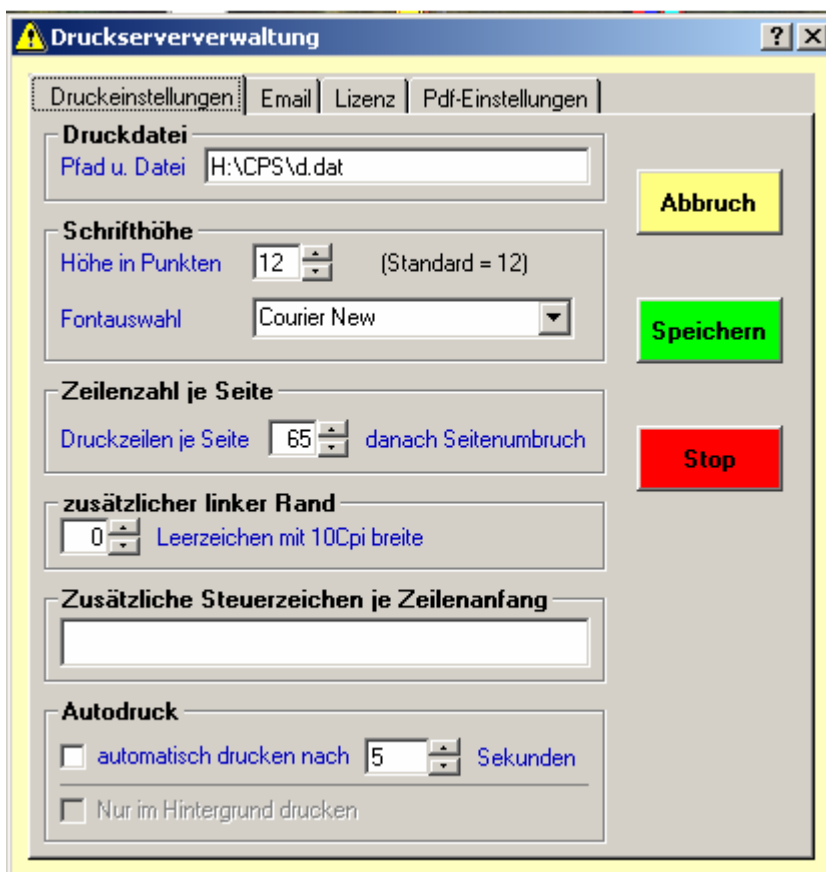 Druckserververwaltung
Druckeinstellungen Email Lizenz Pdf-Einstellungen
Druckdatei
Pfad u. Datei H:\CPS\d.dat
Abbruch
Schrifthöhe
Höhe in Punkten 12 (Standard = 12)
Fontauswahl Courier New
Speichern
Zeilenzahl je Seite
Druckzeilen je Seite 65 danach Seitenumbruch
Stop
zusätzlicher linker Rand
0 Leerzeichen mit 10Cpi breite
Zusätzliche Steuerzeichen je Zeilenanfang
Autodruck
automatisch drucken nach 5 Sekunden
Nur im Hintergrund drucken